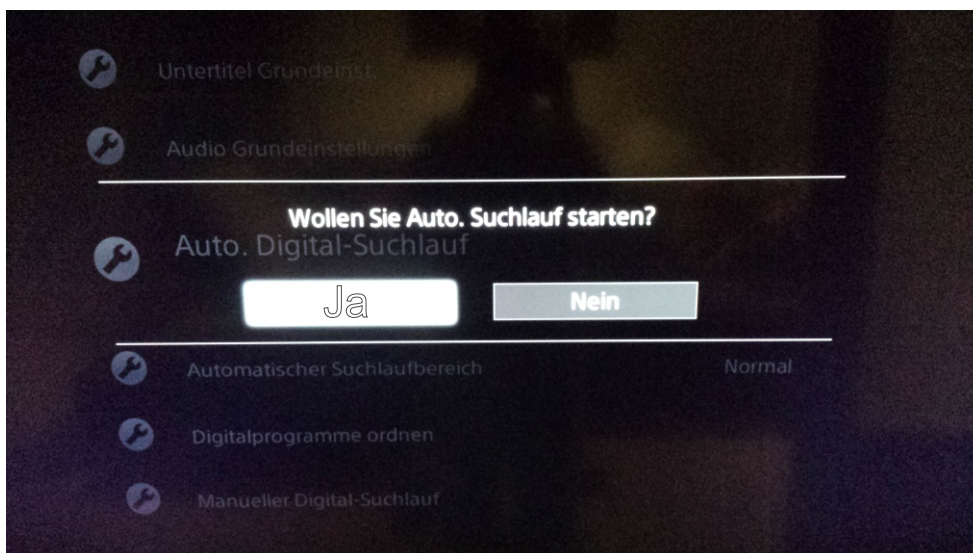 Untertitel Grundeinst.
Audio Grundeinstellungen
Wollen Sie Auto. Suchlauf starten?
Auto. Digital-Suchlauf
Ja
Nein
Automatischer Suchlaufbereich
Normal
Digitalprogramme ordnen
Manueller Digital-Suchlauf